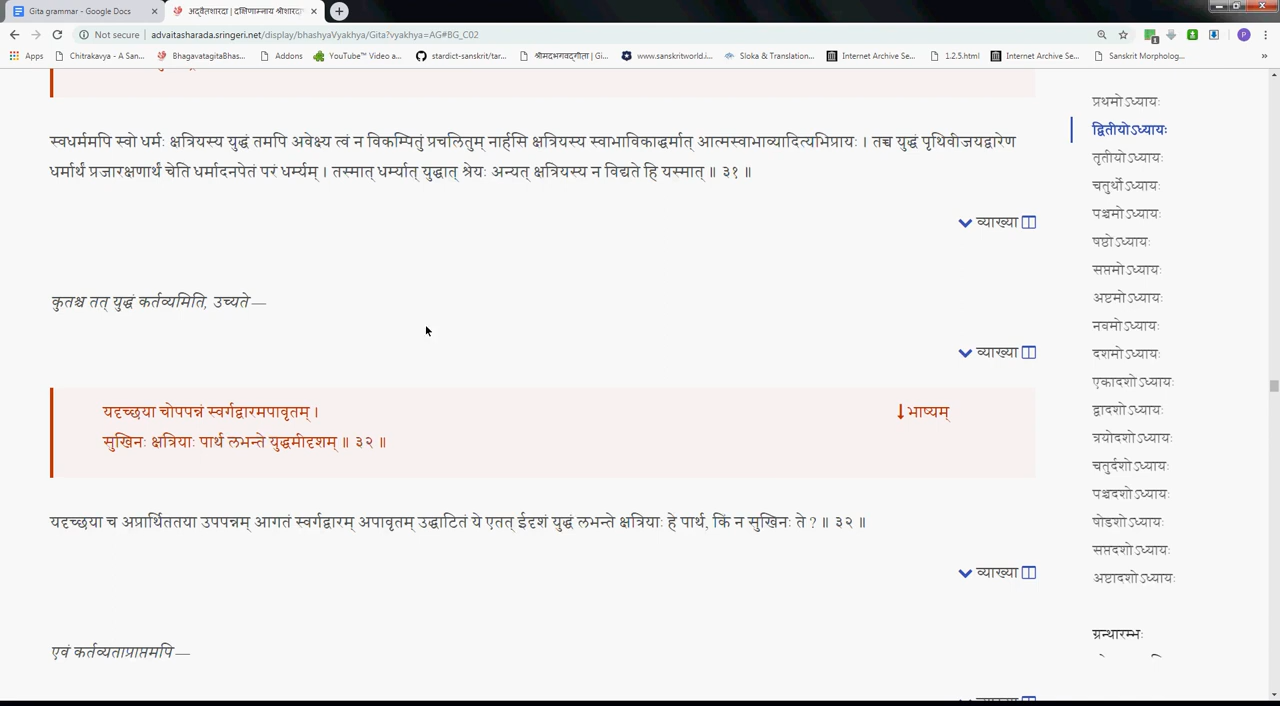 Gita grammar - Google Docs
अद्वैतशारदा | दक्षिणाम्नाय श्रीशारदा
Not secure | advaitasharada.sringeri.net/display/bhashyaVyakhya/Gita?vyakhya=AG#BG_C02
Apps Chitrakavya - A San... BhagavatagitaBhas... Addons YouTube™ Video a... stardict-sanskrit/tar... श्रीमदभगवद्गीता | Gi... www.sanskritworld.i... Sloka & Translation... Internet Archive Se... 1.2.5.html Internet Archive Se... Sanskrit Morpholog... »
स्वधर्ममपि स्वो धर्मः क्षत्रियस्य युद्धं तमपि अवेक्ष्य त्वं न विकम्पितुं प्रचलितुम् नार्हसि क्षत्रियस्य स्वाभाविकाद्धर्मात् आत्मस्वाभाव्यादित्यभिप्रायः । तच्च युद्धं पृथिवीजयद्वारेण
धर्मार्थं प्रजारक्षणार्थं चेति धर्मादनपेतं परं धर्म्यम् । तस्मात् धर्म्यात् युद्धात् श्रेयः अन्यत् क्षत्रियस्य न विद्यते हि यस्मात् ॥ ३१ ॥
व्याख्या
कुतश्च तत् युद्धं कर्तव्यमिति, उच्यते —
व्याख्या
यदृच्छया चोपपन्नं स्वर्गद्वारमपावृतम् ।
भाष्यम्
सुखिनः क्षत्रियाः पार्थ लभन्ते युद्धमीदृशम् ॥ ३२ ॥
यदृच्छया च अप्रार्थिततया उपपन्नम् आगतं स्वर्गद्वारम् अपावृतम् उद्घाटितं ये एतत् ईदृशं युद्धं लभन्ते क्षत्रियाः हे पार्थ, किं न सुखिनः ते ? ॥ ३२ ॥
व्याख्या
एवं कर्तव्यताप्राप्तमपि —
प्रथमोऽध्यायः
द्वितीयोऽध्यायः
तृतीयोऽध्यायः
चतुर्थोऽध्यायः
पञ्चमोऽध्यायः
षष्ठोऽध्यायः
सप्तमोऽध्यायः
अष्टमोऽध्यायः
नवमोऽध्यायः
दशमोऽध्यायः
एकादशोऽध्यायः
द्वादशोऽध्यायः
त्रयोदशोऽध्यायः
चतुर्दशोऽध्यायः
पञ्चदशोऽध्यायः
षोडशोऽध्यायः
सप्तदशोऽध्यायः
अष्टादशोऽध्यायः
ग्रन्थारम्भः